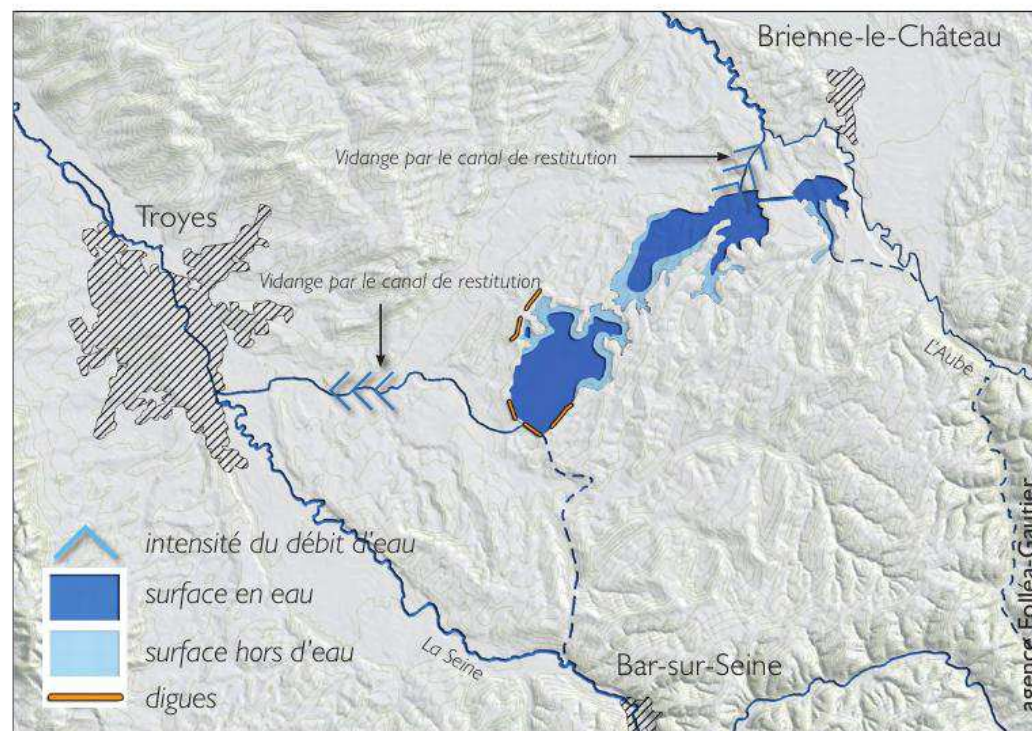 Brienne-le-Château
Vidange par le canal de restitution
Troyes
Vidange par le canal de restitution
L'Aube
intensité du débit d'eau
surface en eau
surface hors d'eau
digues
La Seine
Bar-sur-Seine
agence Folléa-Gautier